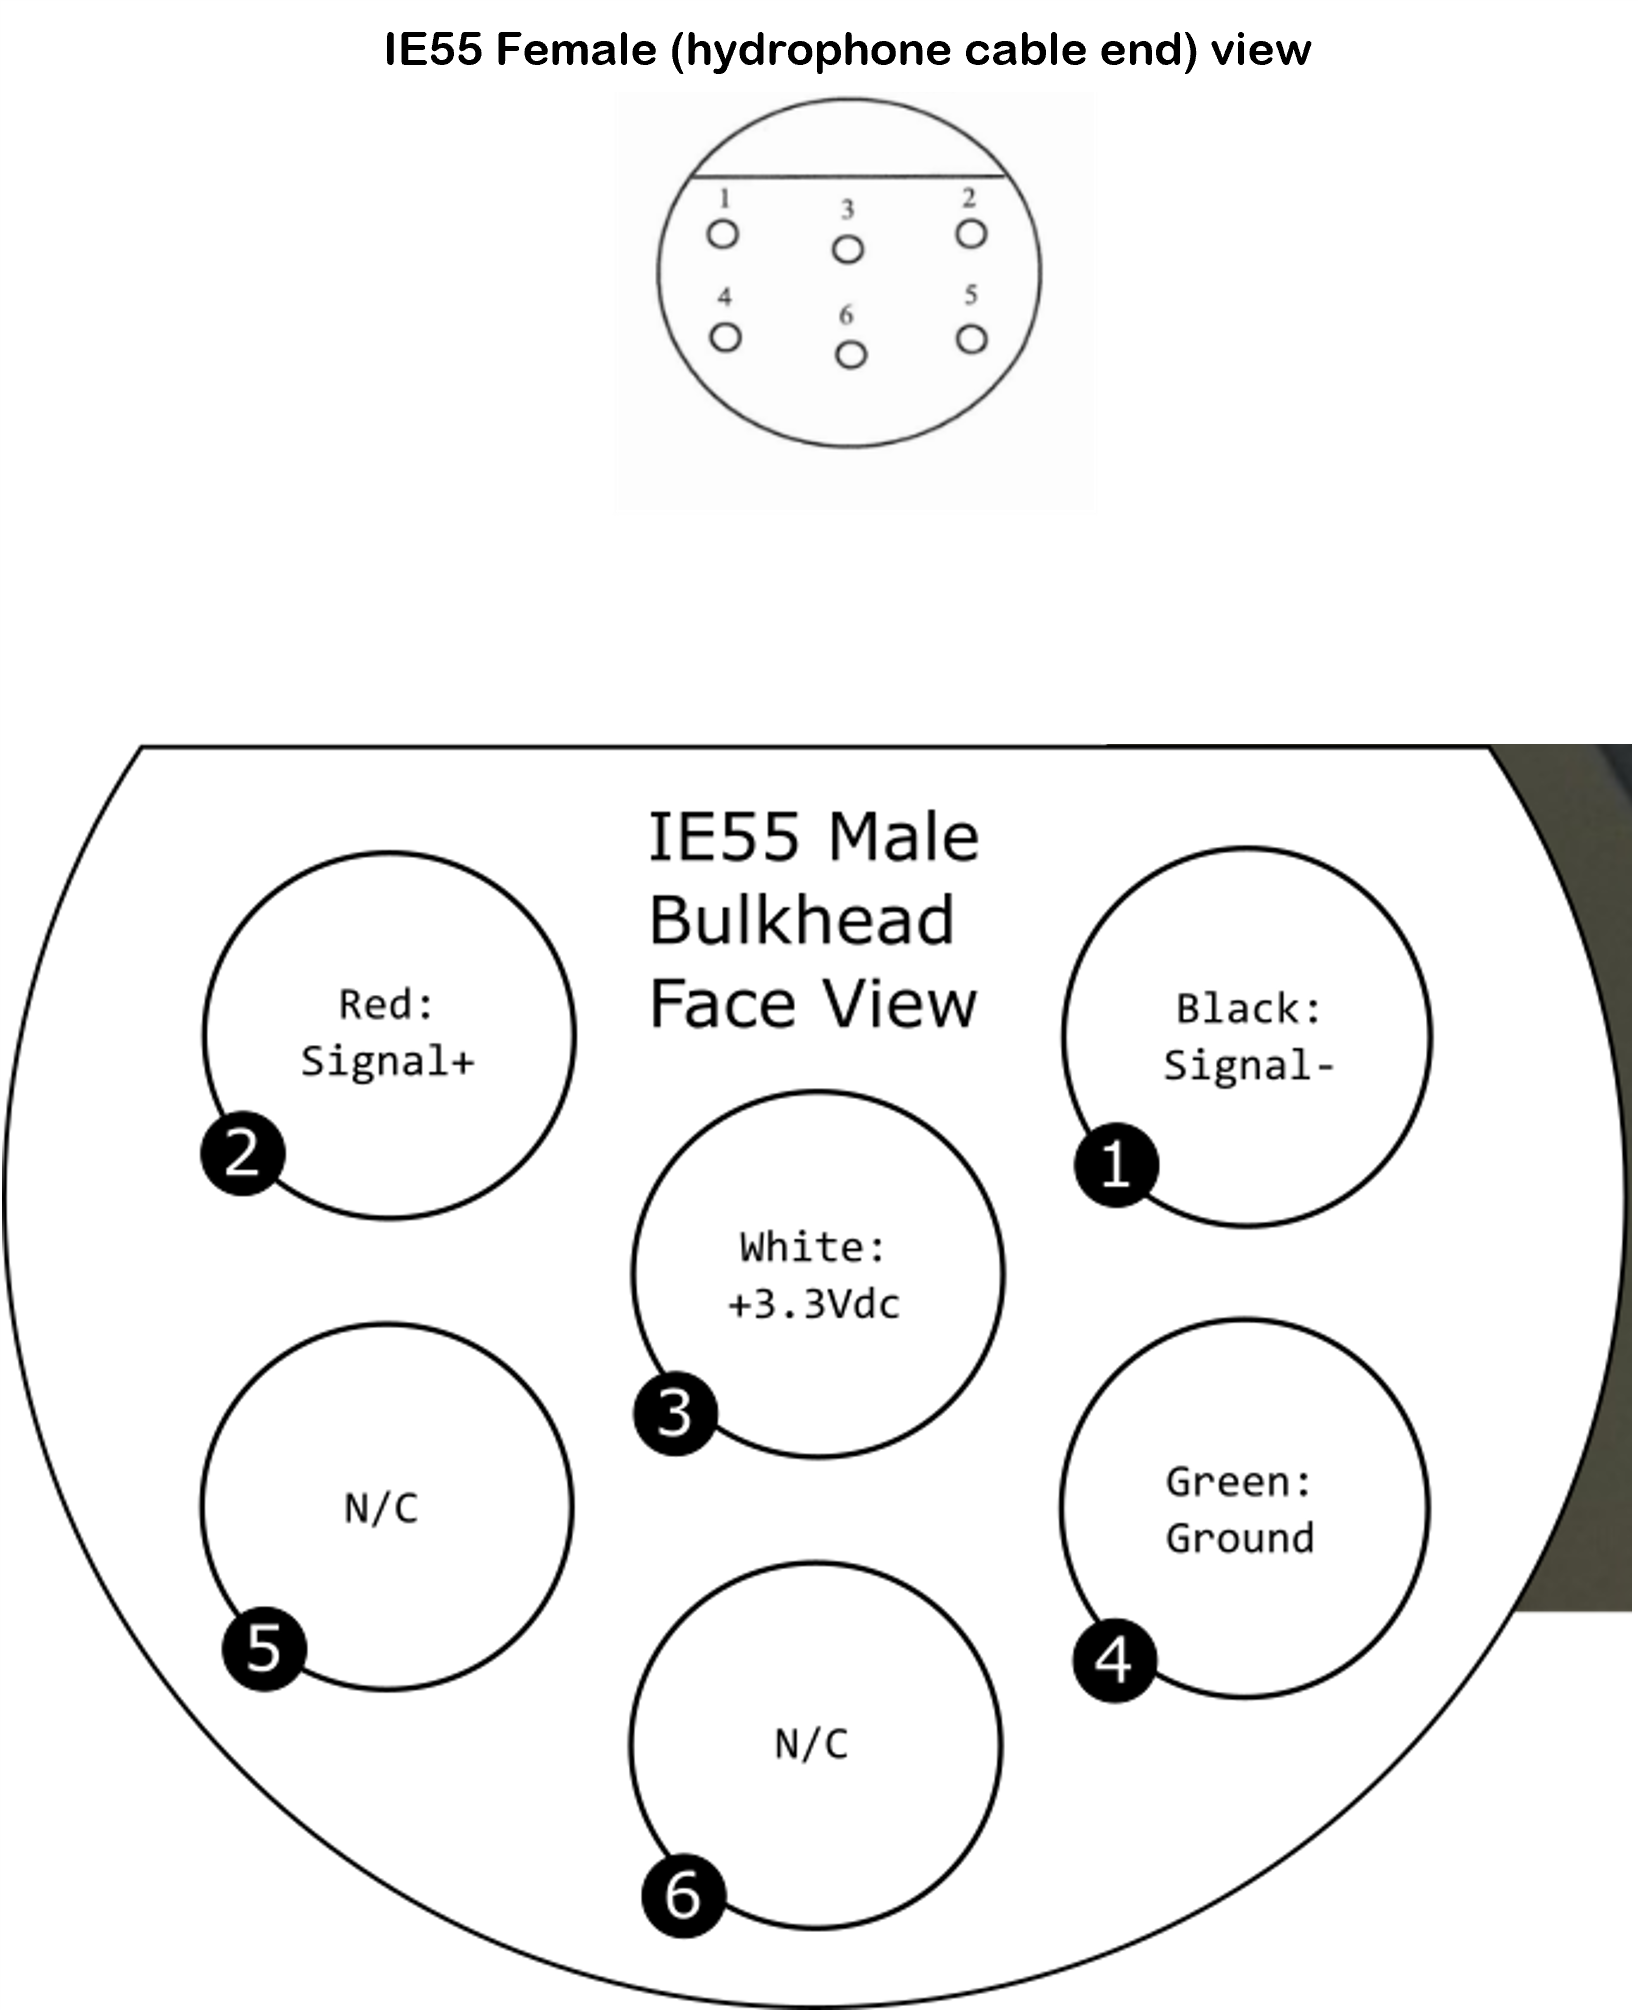 IE55 Female (hydrophone cable end) view
1 3 2
4 6 5
IE55 Male
Bulkhead
Face View
Red:
Signal+
2
Black:
Signal-
1
White:
+3.3Vdc
3
N/C
5
Green:
Ground
4
N/C
6